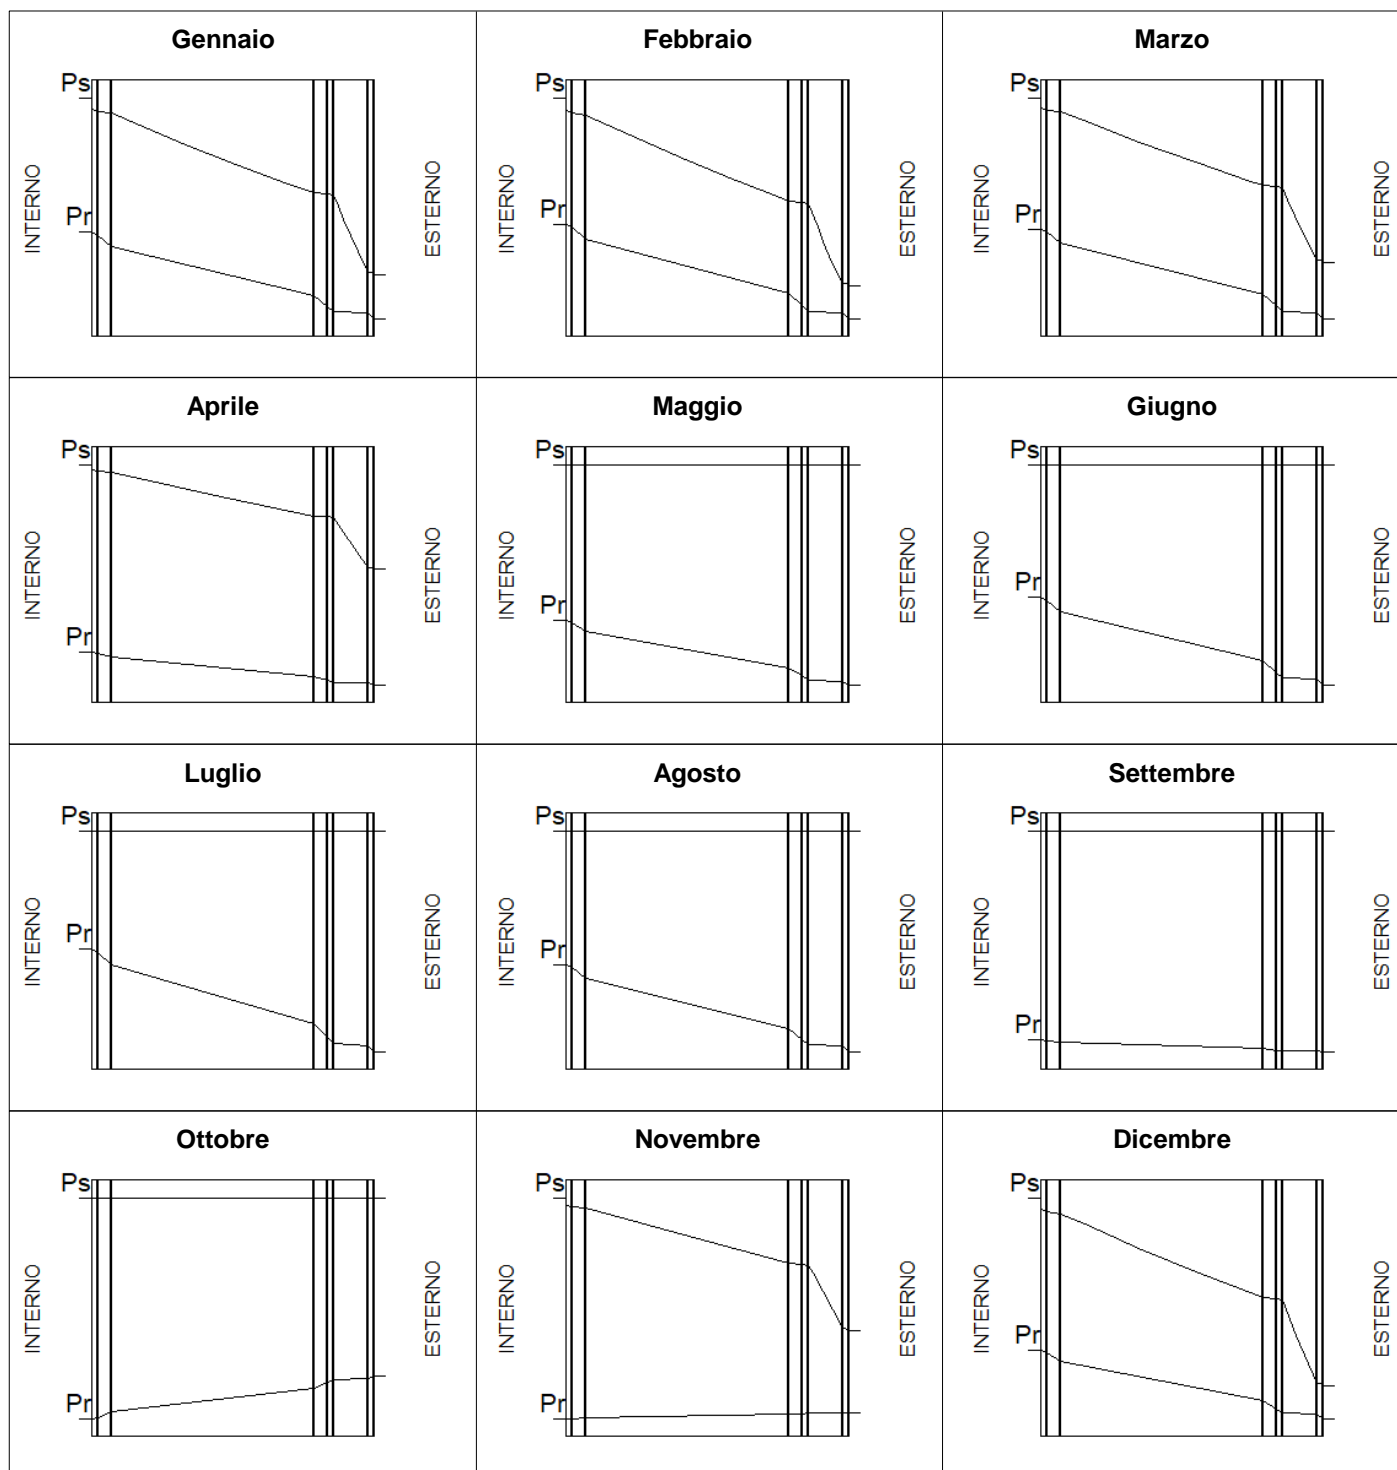 Gennaio
Ps
Pr
INTERNO
ESTERNO
Febbraio
Ps
Pr
INTERNO
ESTERNO
Marzo
Ps
Pr
INTERNO
ESTERNO
Aprile
Ps
Pr
INTERNO
ESTERNO
Maggio
Ps
Pr
INTERNO
ESTERNO
Giugno
Ps
Pr
INTERNO
ESTERNO
Luglio
Ps
Pr
INTERNO
ESTERNO
Agosto
Ps
Pr
INTERNO
ESTERNO
Settembre
Ps
Pr
INTERNO
ESTERNO
Ottobre
Ps
Pr
INTERNO
ESTERNO
Novembre
Ps
Pr
INTERNO
ESTERNO
Dicembre
Ps
Pr
INTERNO
ESTERNO